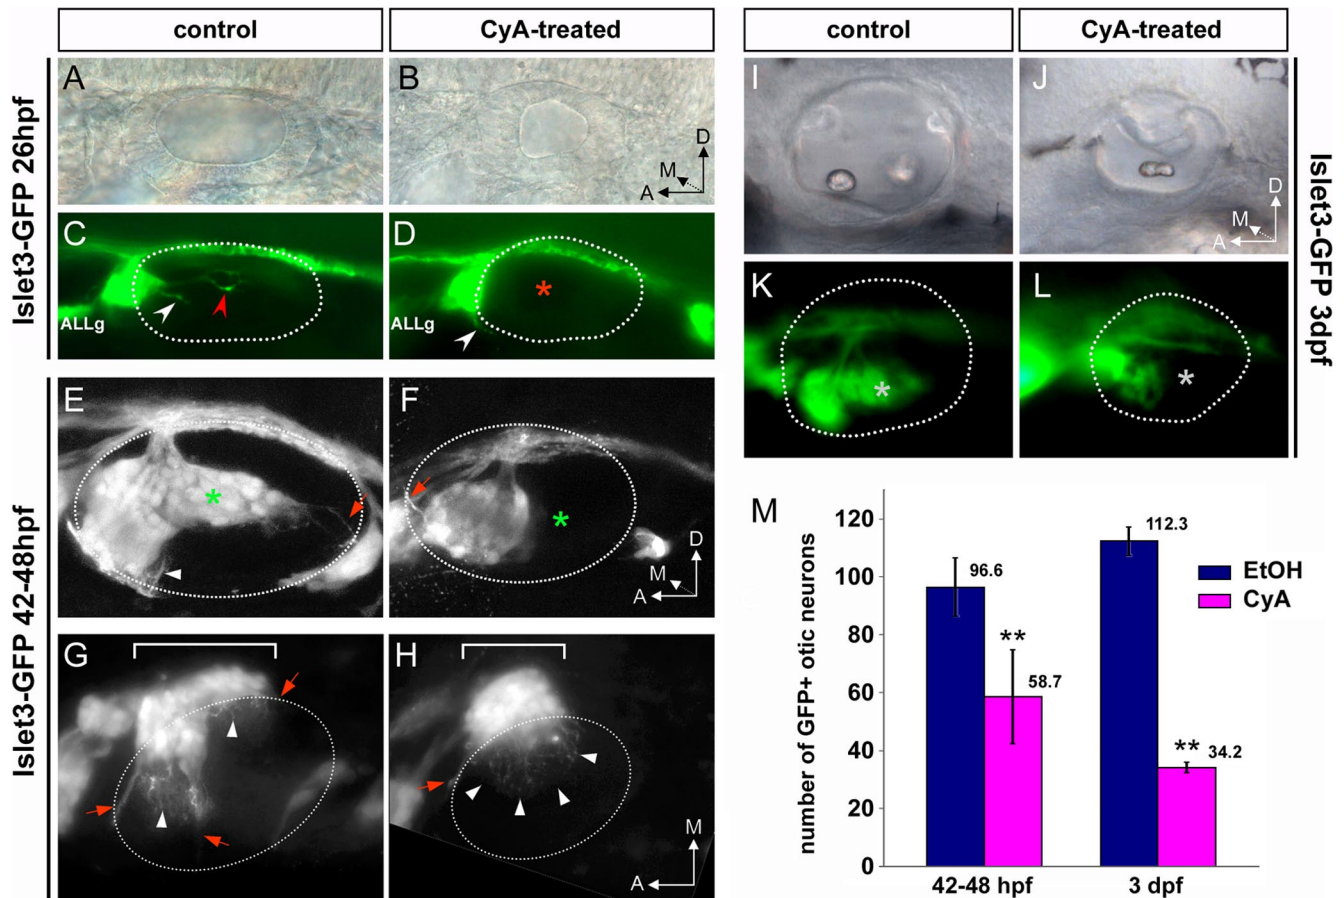 control
CyA-treated
control
CyA-treated
Islet3-GFP 26hpf
A
B
D
M
A
C
ALLg
D
*
ALLg
Islet3-GFP 42-48hpf
E
*
F
*
D
M
A
G
H
M
A
I
J
D
M
A
Islet3-GFP 3dpf
K
*
L
*
M
number of GFP+ otic neurons
120
100
80
60
40
20
0
96.6
**
58.7
112.3
**
34.2
EtOH
CyA
42-48 hpf
3 dpf